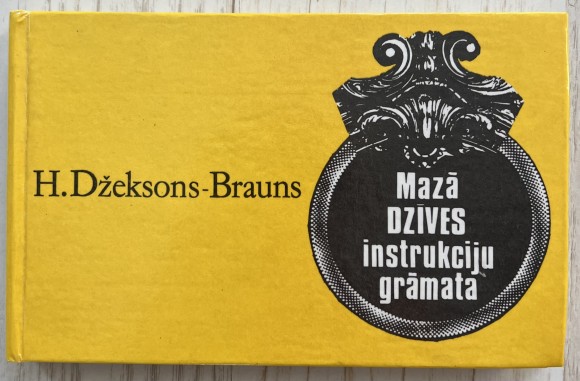 H.Džeksons-Brauns
Mazā
DZĪVES
instrukciju
grāmata